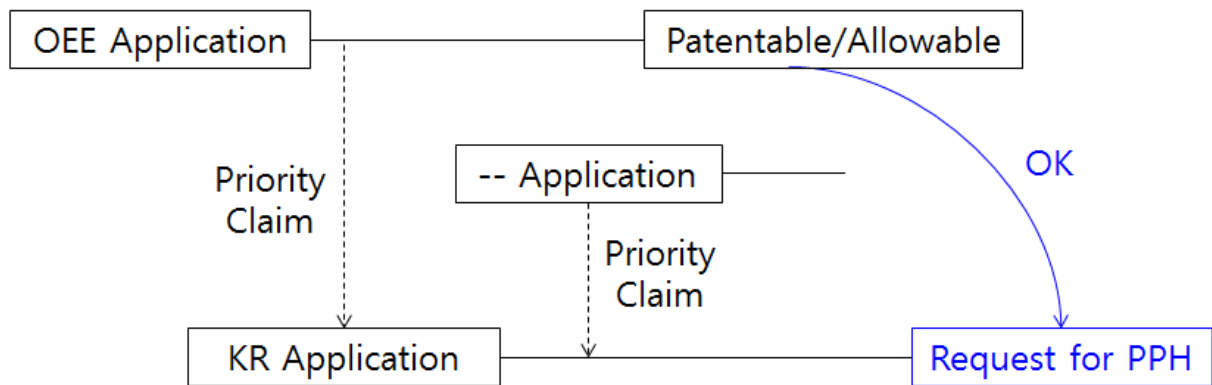 OEE Application
Patentable/Allowable
Priority
Claim
-- Application
OK
Priority
Claim
KR Application
Request for PPH